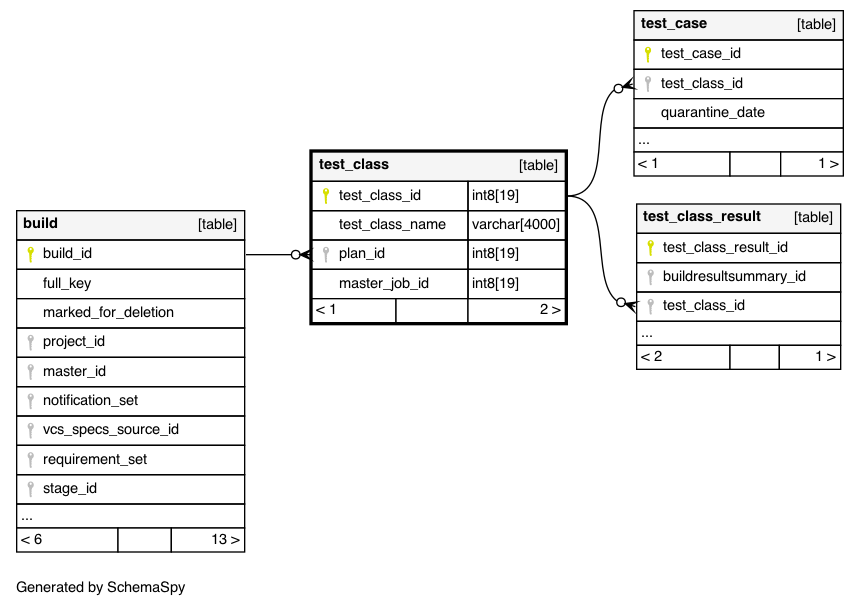 build [table]
build_id
full_key
marked_for_deletion
project_id
master_id
notification_set
vcs_specs_source_id
requirement_set
stage_id
...
< 6 13 >
test_class [table]
test_class_id int8[19]
test_class_name varchar[4000]
plan_id int8[19]
master_job_id int8[19]
< 1 2 >
test_case [table]
test_case_id
test_class_id
quarantine_date
...
< 1 1 >
test_class_result [table]
test_class_result_id
buildresultsummary_id
test_class_id
...
< 2 1 >
Generated by SchemaSpy